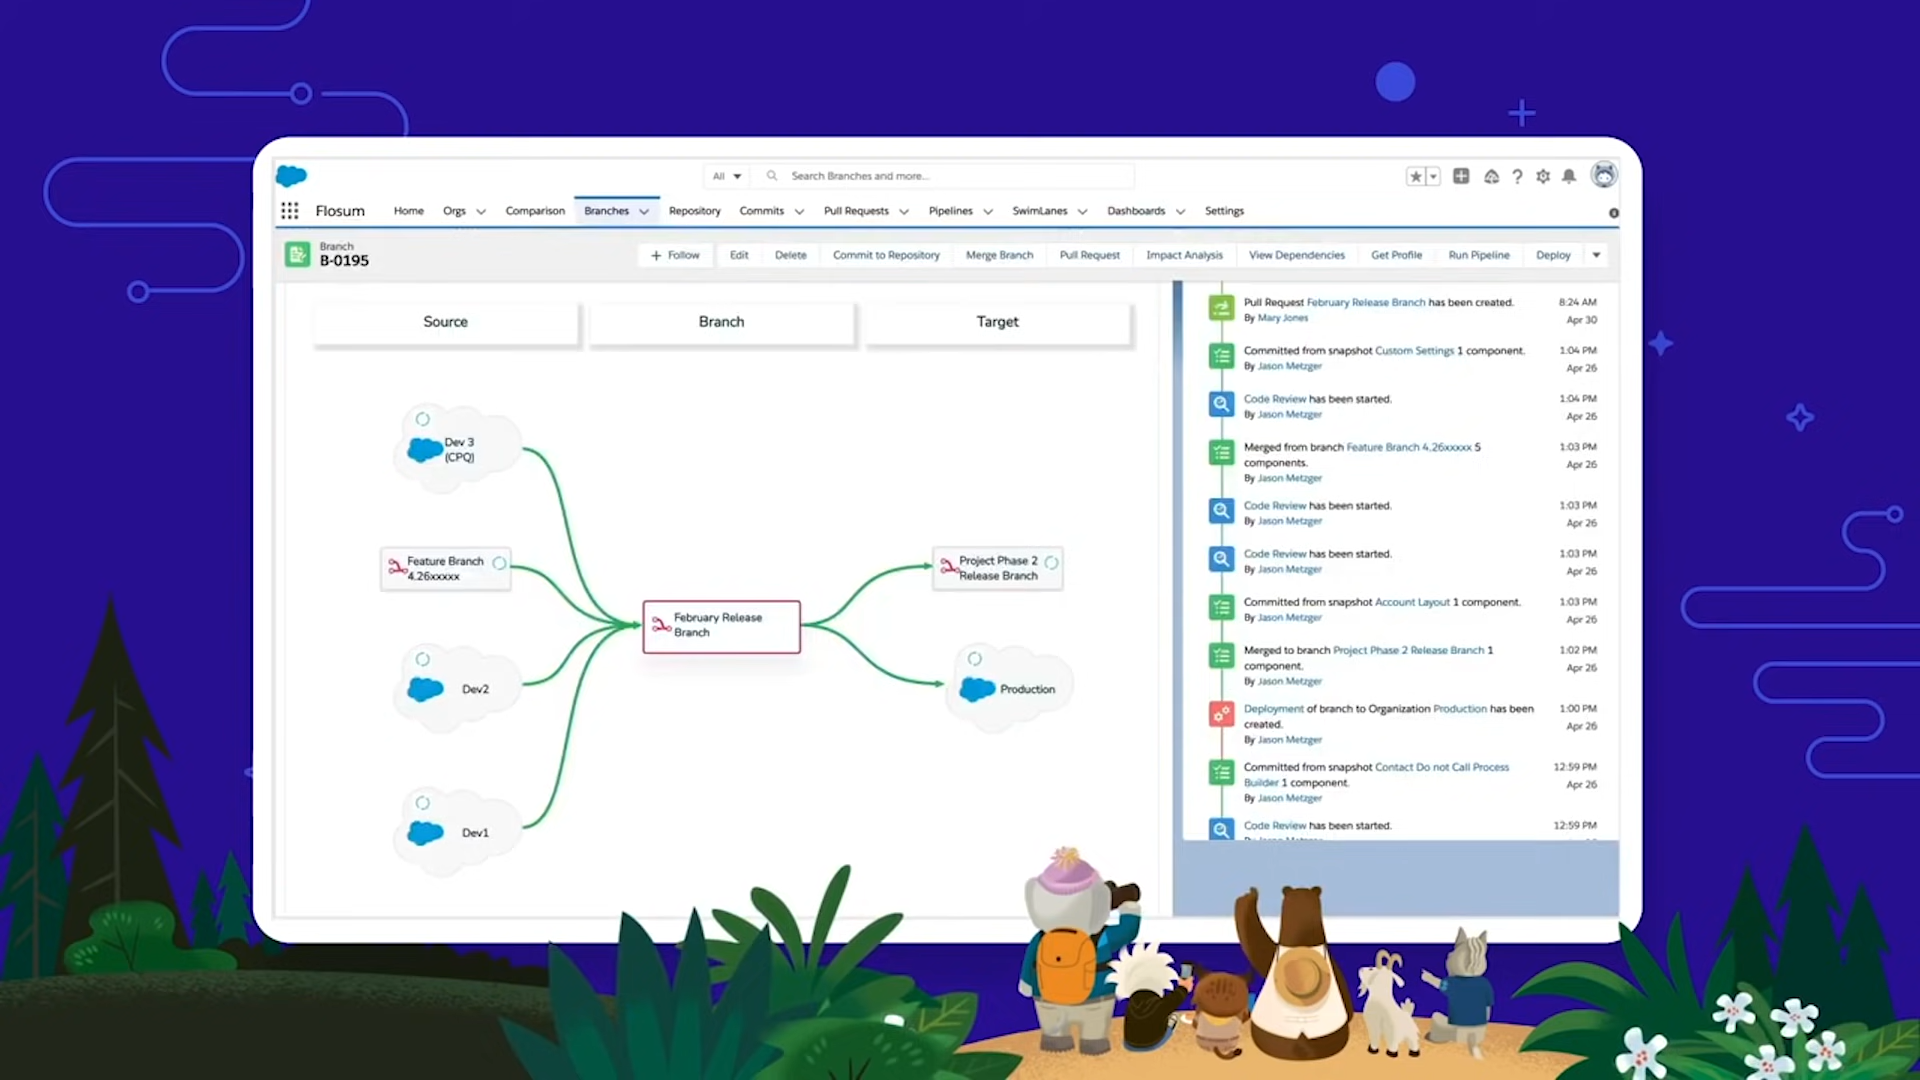 All
Search Branches and more...
Flosum
Home
Orgs
Comparison
Branches
Repository
Commits
Pull Requests
Pipelines
SwimLanes
Dashboards
Settings
Branch
B-0195
Follow
Edit
Delete
Commit to Repository
Merge Branch
Pull Request
Impact Analysis
View Dependencies
Get Profile
Run Pipeline
Deploy
Source
Branch
Target
Dev 3
(CPQ)
Feature Branch
4.26xxxxx
Dev2
Dev1
February Release
Branch
Project Phase 2
Release Branch
Production
Pull Request February Release Branch has been created. 8:24 AM
By Mary Jones Apr 30
Committed from snapshot Custom Settings 1 component. 1:04 PM
By Jason Metzger Apr 26
Code Review has been started. 1:04 PM
By Jason Metzger Apr 26
Merged from branch Feature Branch 4.26xxxxx 5 1:03 PM
components. Apr 26
By Jason Metzger
Code Review has been started. 1:03 PM
By Jason Metzger Apr 26
Code Review has been started. 1:03 PM
By Jason Metzger Apr 26
Committed from snapshot Account Layout 1 component. 1:03 PM
By Jason Metzger Apr 26
Merged to branch Project Phase 2 Release Branch 1 1:02 PM
component. Apr 26
By Jason Metzger
Deployment of branch to Organization Production has been 1:00 PM
created. Apr 26
By Jason Metzger
Committed from snapshot Contact Do not Call Process 12:59 PM
Builder 1 component. Apr 26
By Jason Metzger
Code Review has been started. 12:59 PM